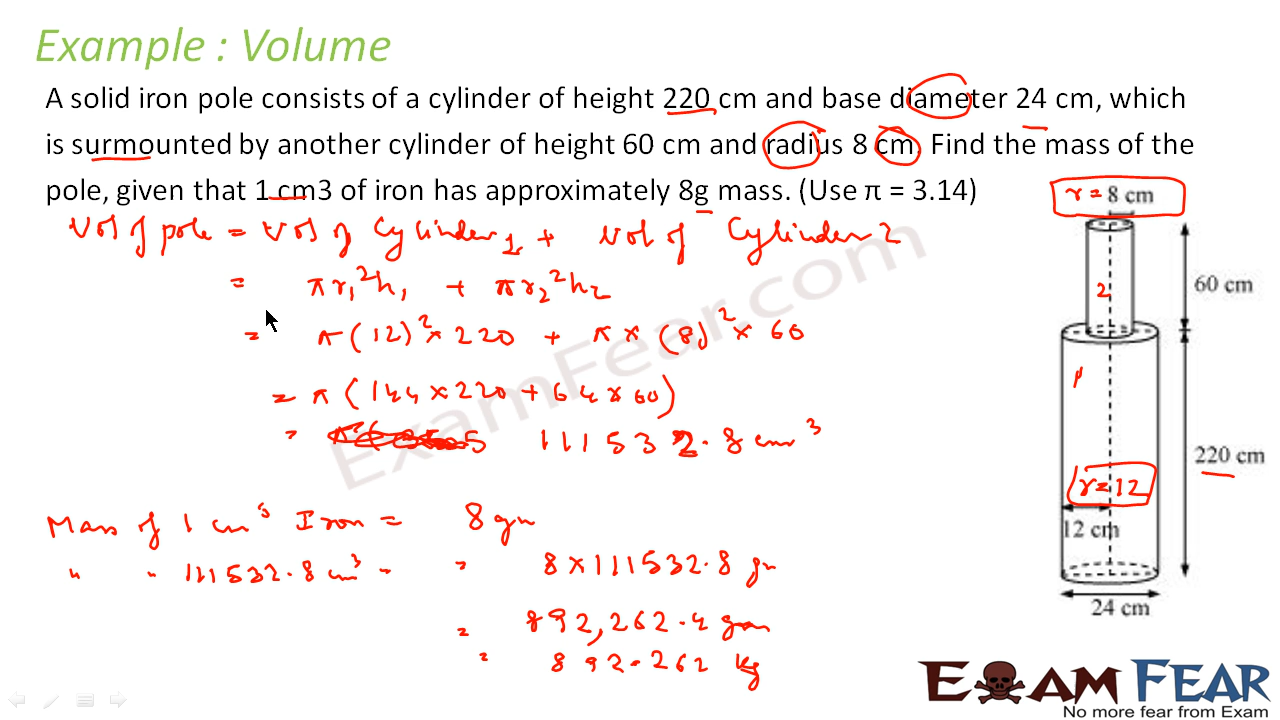 Example : Volume
A solid iron pole consists of a cylinder of height 220 cm and base diameter 24 cm, which
is surmounted by another cylinder of height 60 cm and radius 8 cm. Find the mass of the
pole, given that 1 cm3 of iron has approximately 8g mass. (Use π = 3.14)
r = 8 cm
Vol of pole = Vol of Cylinder 1 + Vol of Cylinder 2
= πr₁²h₁ + πr₂²h₂
2
60 cm
= π(12)² × 220 + π × (8)² × 60
= π(144 × 220 + 64 × 60)
1
= 111532.8 cm³
220 cm
r = 12
Mass of 1 cm³ Iron = 8 gm
12 cm
" " 111532.8 cm³ = = 8 × 111532.8 gm
24 cm
= 892,262.4 gm
= 892.262 kg
ExamFear.com
EXAM FEAR
No more fear from Exam